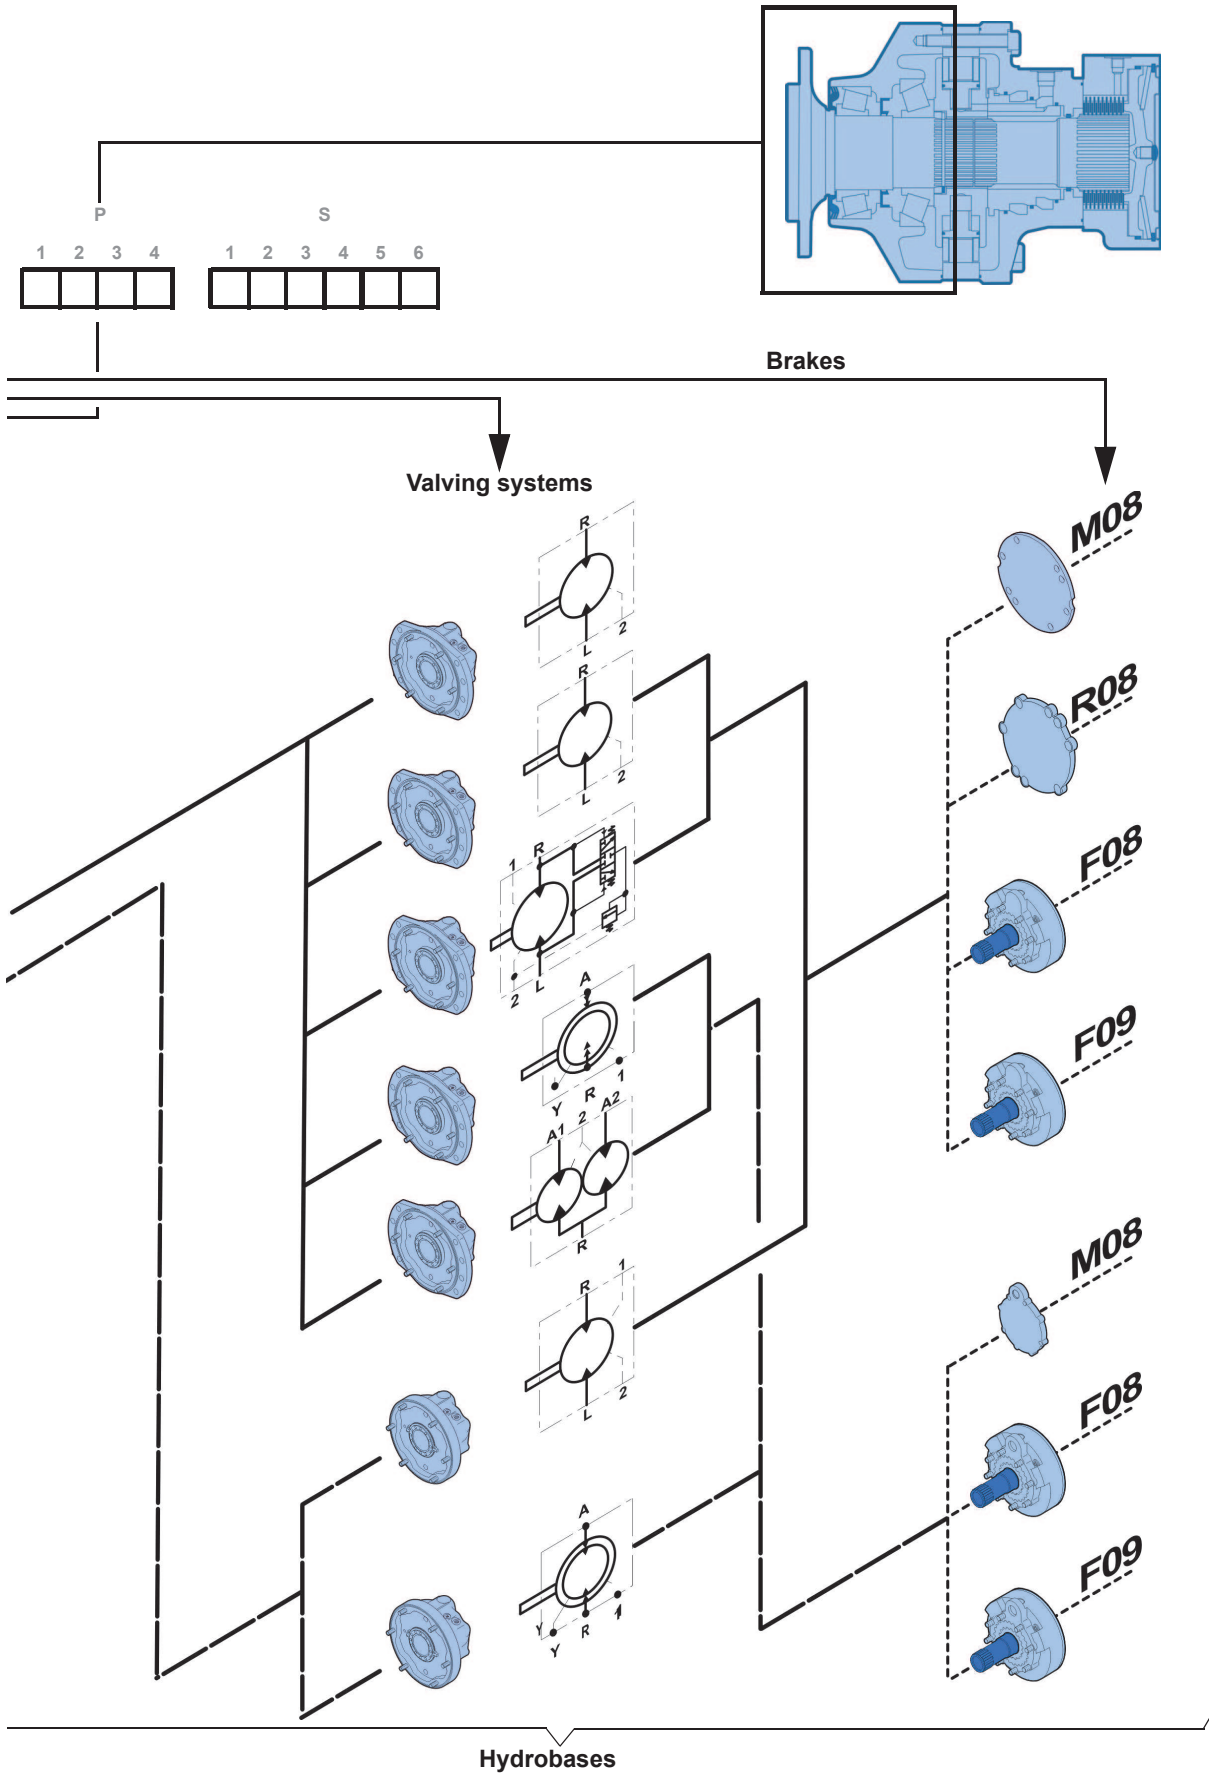 P S
1 2 3 4 1 2 3 4 5 6
Brakes
Valving systems
M08
R
2
L
R08
R
2
L
F08
1 R
2 L
F09
A
1
Y R
A1 2 A2
R
M08
1
R
2
L
F08
A
1
Y R
Y
F09
Hydrobases